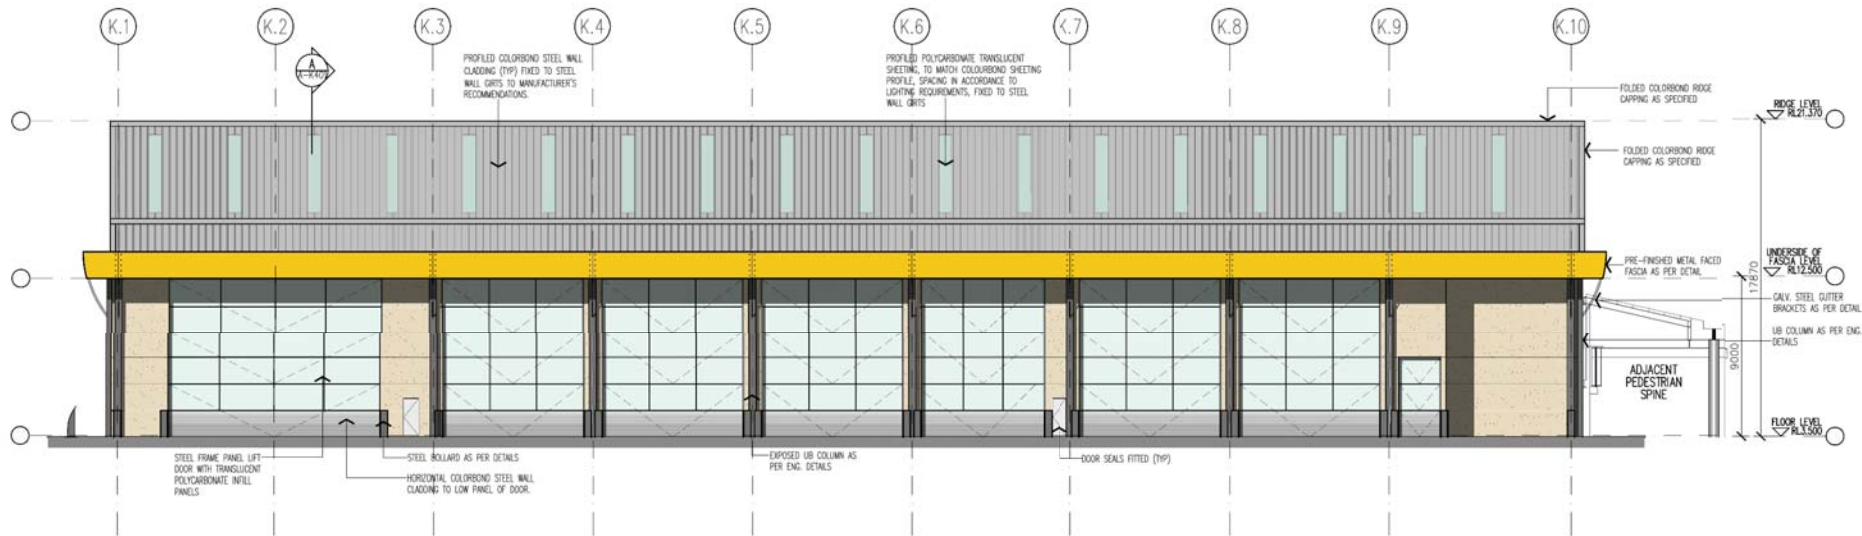 K.1
K.2
K.3
K.4
K.5
K.6
K.7
K.8
K.9
K.10
A
PROFILED COLORBOND STEEL WALL
CLADDING (TYP) FIXED TO STEEL
WALL GIRTS TO MANUFACTURER'S
RECOMMENDATIONS.
PROFILED POLYCARBONATE TRANSLUCENT
SHEETING, TO MATCH COLOURBOND SHEETING
PROFILE, SPACING IN ACCORDANCE TO
LIGHTING REQUIREMENTS, FIXED TO STEEL
WALL GIRTS
FOLDED COLORBOND RIDGE
CAPPING AS SPECIFIED
RIDGE LEVEL
RL21.370
FOLDED COLORBOND RIDGE
CAPPING AS SPECIFIED
UNDERSIDE OF
FASCIA LEVEL
RL12.500
PRE-FINISHED METAL FACED
FASCIA AS PER DETAIL
17870
GALV. STEEL GUTTER
BRACKETS AS PER DETAIL
UB COLUMN AS PER ENG.
DETAILS
9000
ADJACENT
PEDESTRIAN
SPINE
FLOOR LEVEL
RL3.500
STEEL FRAME PANEL LIFT
DOOR WITH TRANSLUCENT
POLYCARBONATE INFILL
PANELS
STEEL BOLLARD AS PER DETAILS
HORIZONTAL COLORBOND STEEL WALL
CLADDING TO LOW PANEL OF DOOR.
EXPOSED UB COLUMN AS
PER ENG. DETAILS
DOOR SEALS FITTED (TYP)